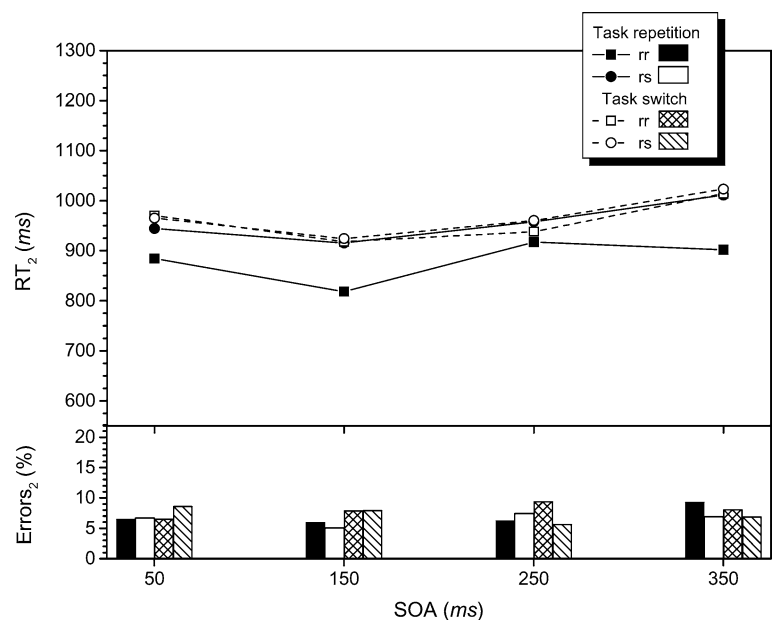 Task repetition
rr
rs
Task switch
rr
rs
1300
1200
1100
1000
900
800
700
600
RT2 (ms)
20
15
10
5
0
Errors2 (%)
50 150 250 350
SOA (ms)